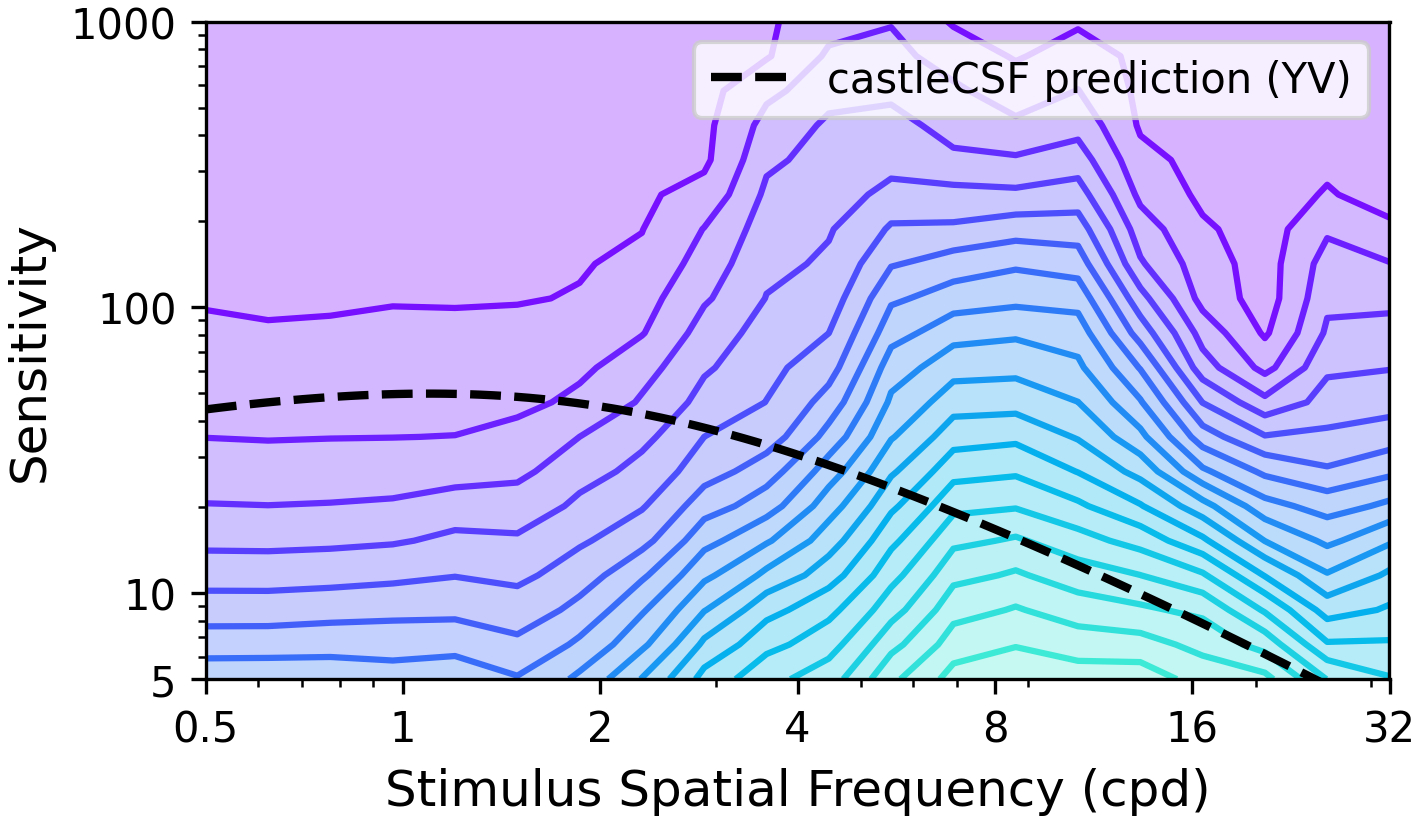 1000
100
10
5
Sensitivity
castleCSF prediction (YV)
0.5 1 2 4 8 16 32
Stimulus Spatial Frequency (cpd)